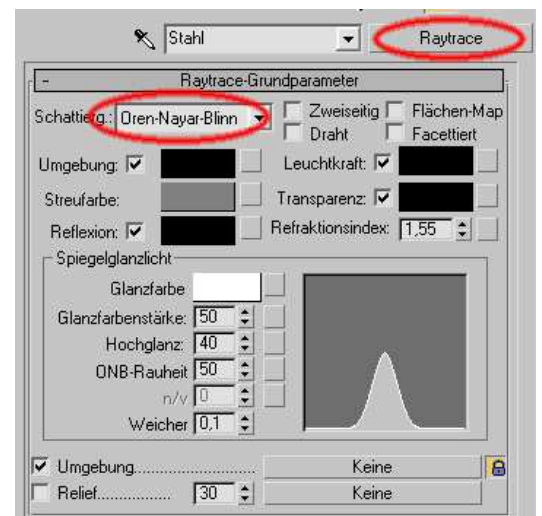 Stahl Raytrace
- Raytrace-Grundparameter
Schattierg.: Oren-Nayar-Blinn Zweiseitig Flächen-Map
Draht Facettiert
Umgebung: Leuchtkraft:
Streufarbe: Transparenz:
Reflexion: Refraktionsindex: 1,55
Spiegelglanzlicht
Glanzfarbe
Glanzfarbenstärke: 50
Hochglanz: 40
ONB-Rauheit 50
n/v 0
Weicher 0,1
Umgebung................................ Keine
Relief................. 30 Keine